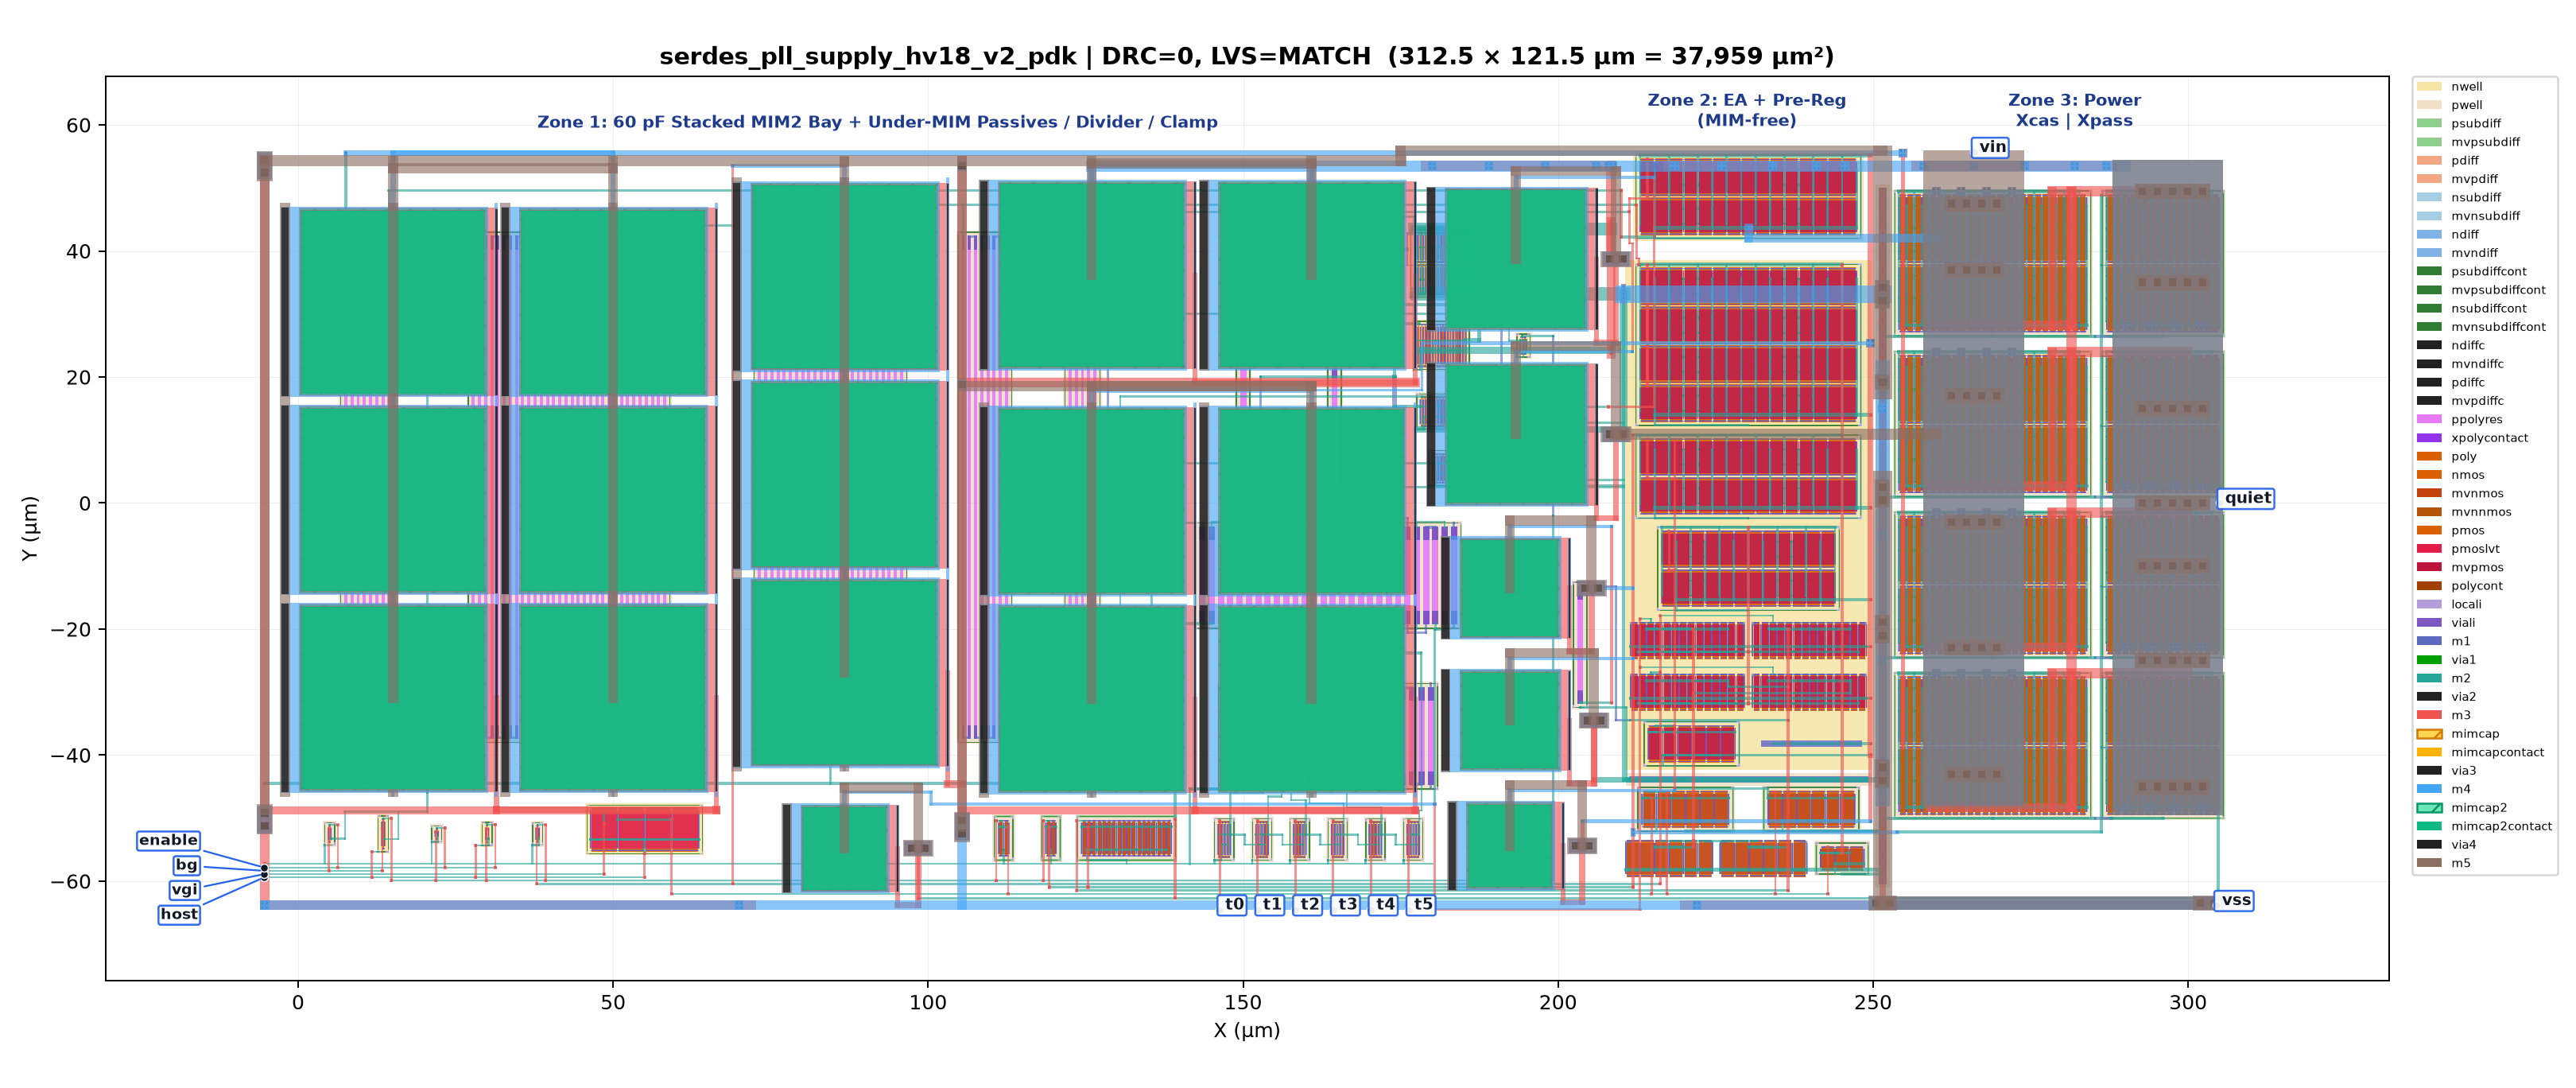 serdes_pll_supply_hv18_v2_pdk | DRC=0, LVS=MATCH (312.5 × 121.5 µm = 37,959 µm²)
Zone 1: 60 pF Stacked MIM2 Bay + Under-MIM Passives / Divider / Clamp
Zone 2: EA + Pre-Reg
(MIM-free)
Zone 3: Power
Xcas | Xpass
vin
quiet
vss
enable
bg
vgi
host
t0
t1
t2
t3
t4
t5
Y (µm)
60
40
20
0
−20
−40
−60
0
50
100
150
200
250
300
X (µm)
nwell
pwell
psubdiff
mvpsubdiff
pdiff
mvpdiff
nsubdiff
mvnsubdiff
ndiff
mvndiff
psubdiffcont
mvpsubdiffcont
nsubdiffcont
mvnsubdiffcont
ndiffc
mvndiffc
pdiffc
mvpdiffc
ppolyres
xpolycontact
poly
nmos
mvnmos
mvnnmos
pmos
pmoslvt
mvpmos
polycont
locali
viali
m1
via1
m2
via2
m3
mimcap
mimcapcontact
via3
m4
mimcap2
mimcap2contact
via4
m5